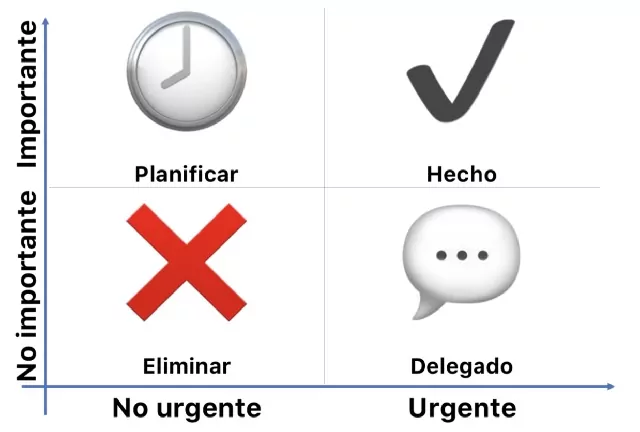 Importante
Planificar
Hecho
No importante
Eliminar
Delegado
No urgente
Urgente